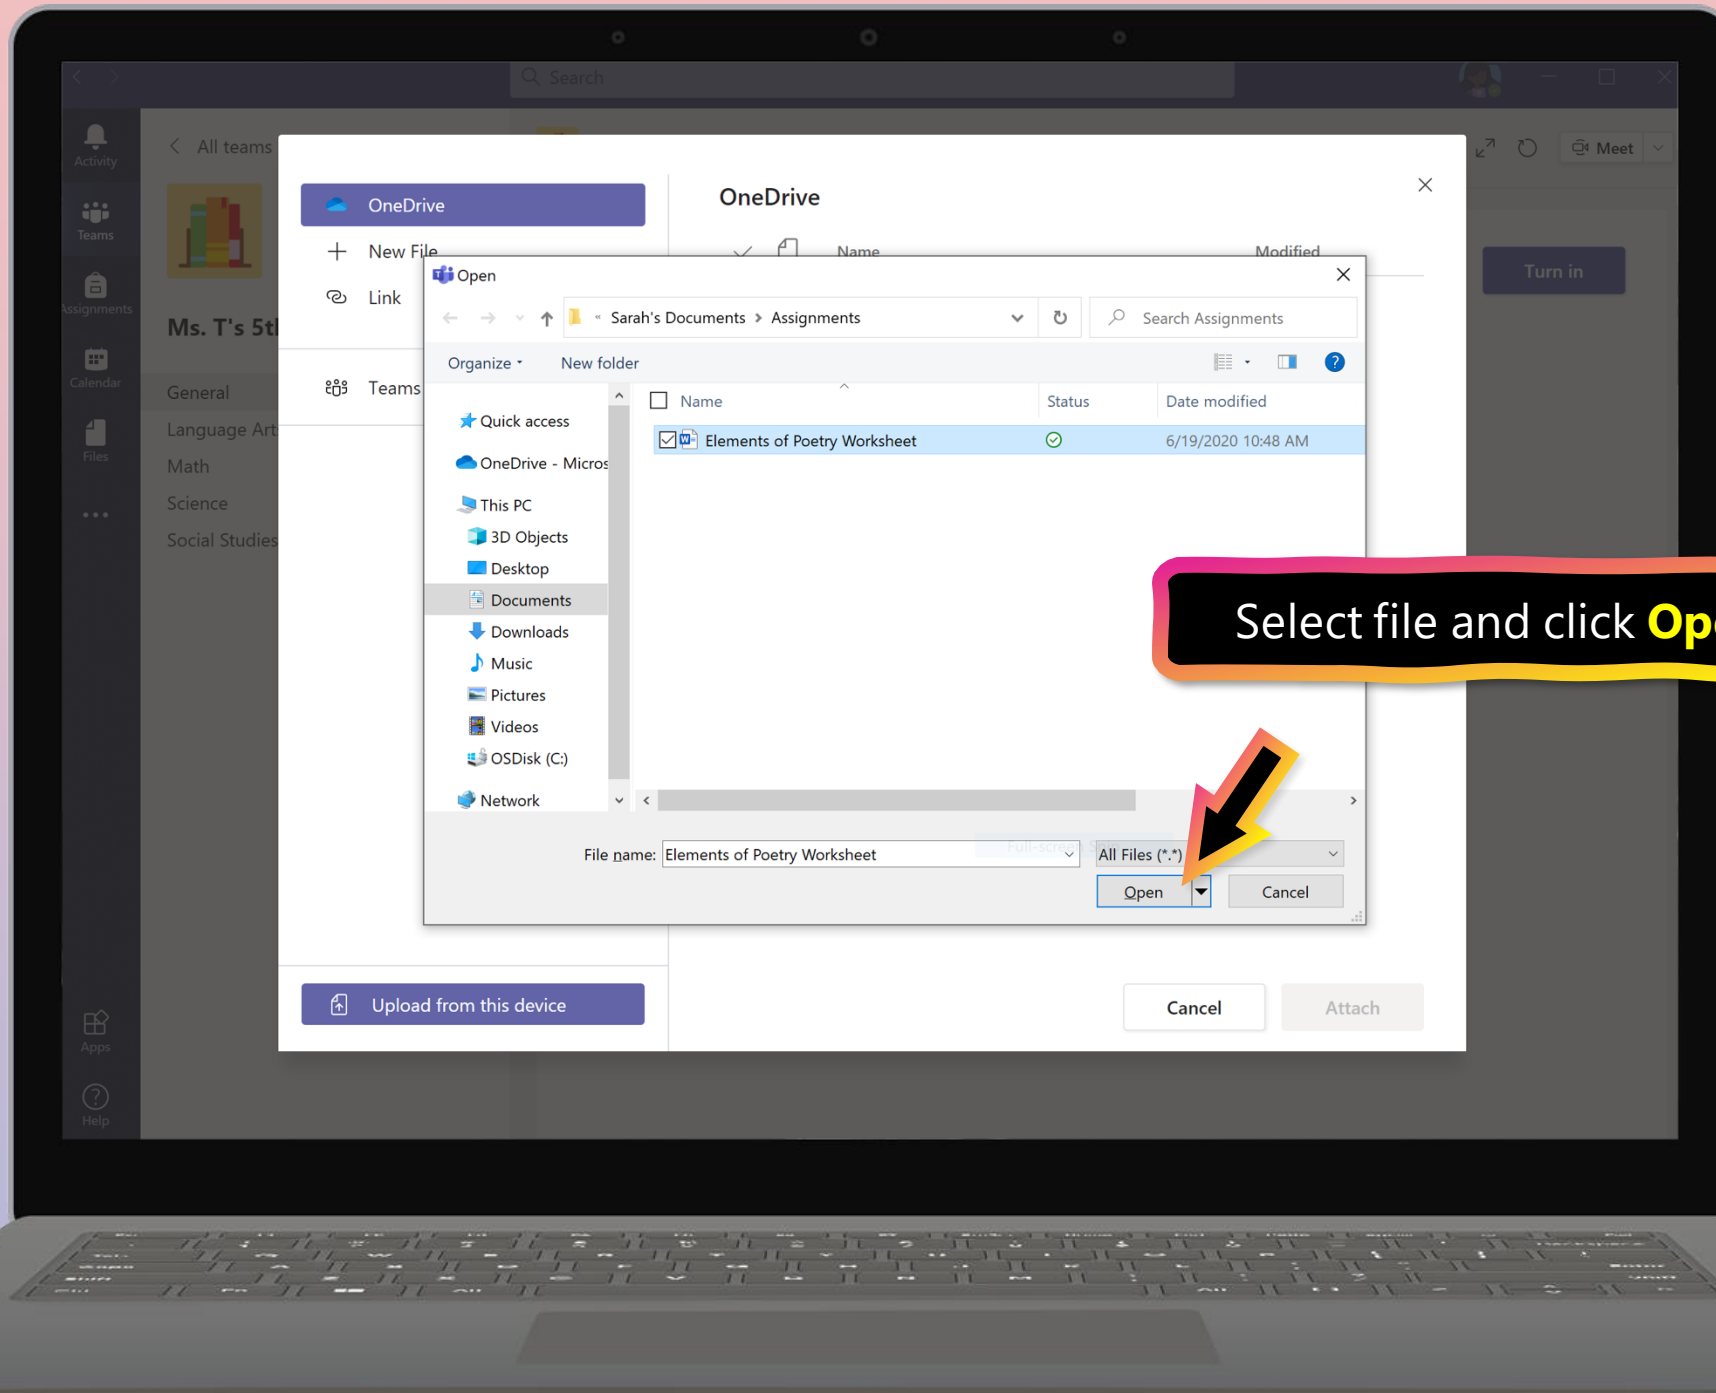 Search
Activity
All teams
Meet
OneDrive
OneDrive
Teams
New File
Name
Modified
Turn in
Open
Assignments
Link
Sarah's Documents > Assignments
Search Assignments
Ms. T's 5th
Organize
New folder
Calendar
General
Teams
Name
Status
Date modified
Language Art
Quick access
Elements of Poetry Worksheet
6/19/2020 10:48 AM
Files
Math
OneDrive - Micros
Science
This PC
Social Studies
3D Objects
Desktop
Documents
Select file and click Ope
Downloads
Music
Pictures
Videos
OSDisk (C:)
Network
File name:
Elements of Poetry Worksheet
All Files (*.*)
Open
Cancel
Upload from this device
Cancel
Attach
Apps
Help